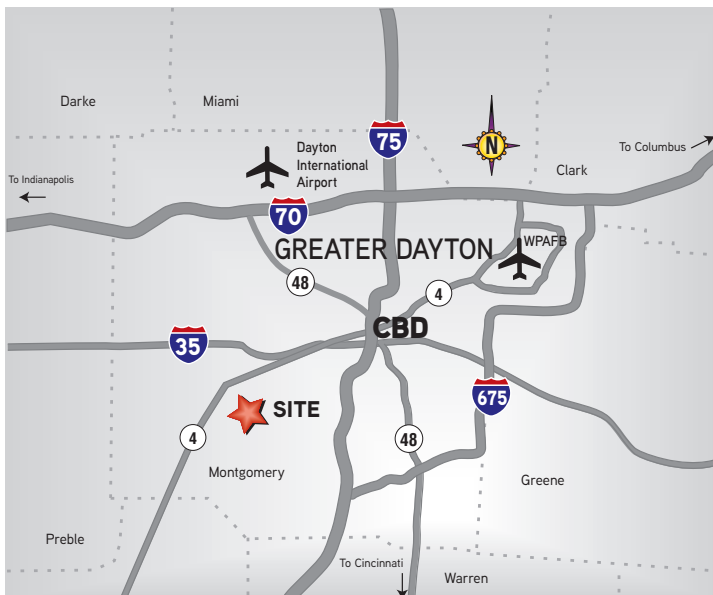 Darke
Miami
75
N
To Columbus
Dayton
International
Airport
Clark
To Indianapolis
70
GREATER DAYTON
WPAFB
48
4
CBD
35
675
SITE
4
48
Montgomery
Greene
Preble
To Cincinnati
Warren